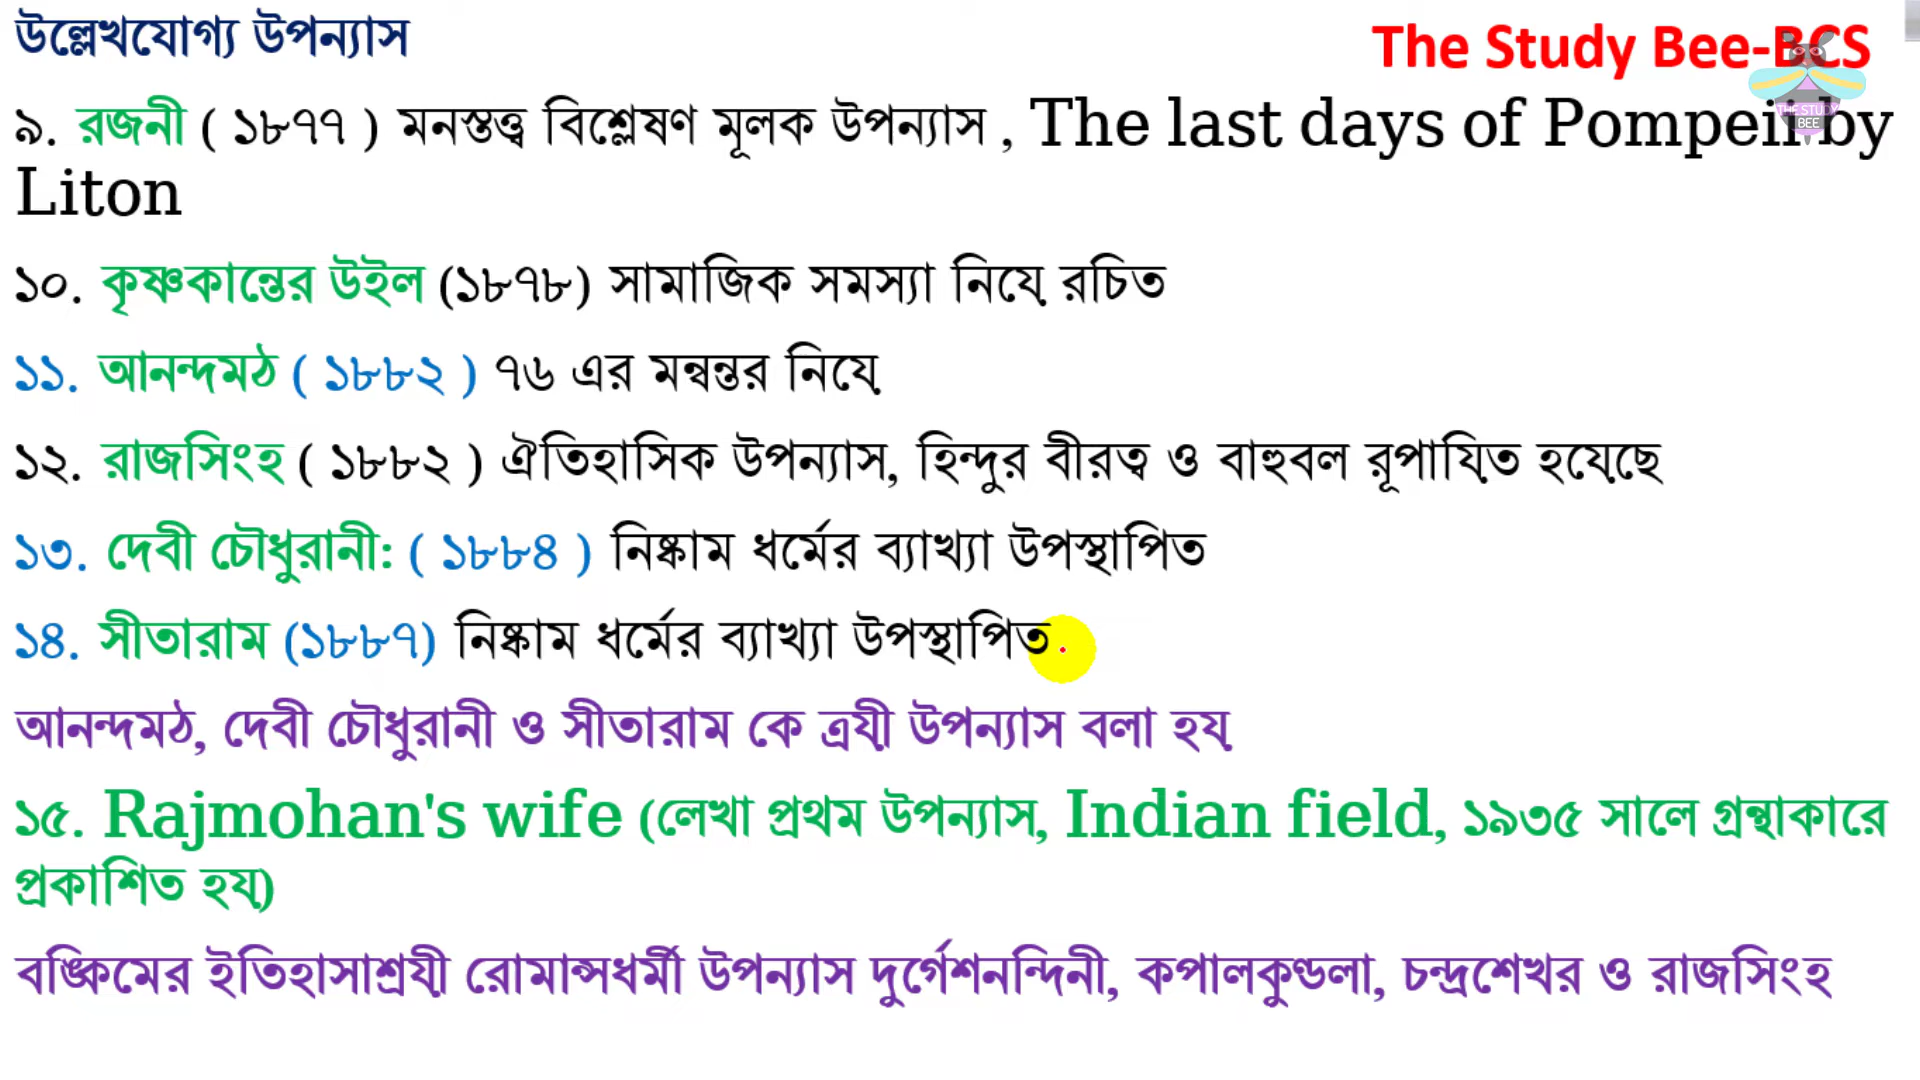 উল্লেখযোগ্য উপন্যাস
The Study Bee-BCS
THE STUDY
BEE
৯. রজনী ( ১৮৭৭ ) মনস্তত্ত্ব বিশ্লেষণ মূলক উপন্যাস , The last days of Pompeii by
Liton
১০. কৃষ্ণকান্তের উইল (১৮৭৮) সামাজিক সমস্যা নিয়ে রচিত
১১. আনন্দমঠ ( ১৮৮২ ) ৭৬ এর মন্বন্তর নিয়ে
১২. রাজসিংহ ( ১৮৮২ ) ঐতিহাসিক উপন্যাস, হিন্দুর বীরত্ব ও বাহুবল রূপায়িত হয়েছে
১৩. দেবী চৌধুরানী: ( ১৮৮৪ ) নিষ্কাম ধর্মের ব্যাখ্যা উপস্থাপিত
১৪. সীতারাম (১৮৮৭) নিষ্কাম ধর্মের ব্যাখ্যা উপস্থাপিত
আনন্দমঠ, দেবী চৌধুরানী ও সীতারাম কে ত্রয়ী উপন্যাস বলা হয়
১৫. Rajmohan's wife (লেখা প্রথম উপন্যাস, Indian field, ১৯৩৫ সালে গ্রন্থাকারে
প্রকাশিত হয়)
বঙ্কিমের ইতিহাসাশ্রয়ী রোমান্সধর্মী উপন্যাস দুর্গেশনন্দিনী, কপালকুণ্ডলা, চন্দ্রশেখর ও রাজসিংহ